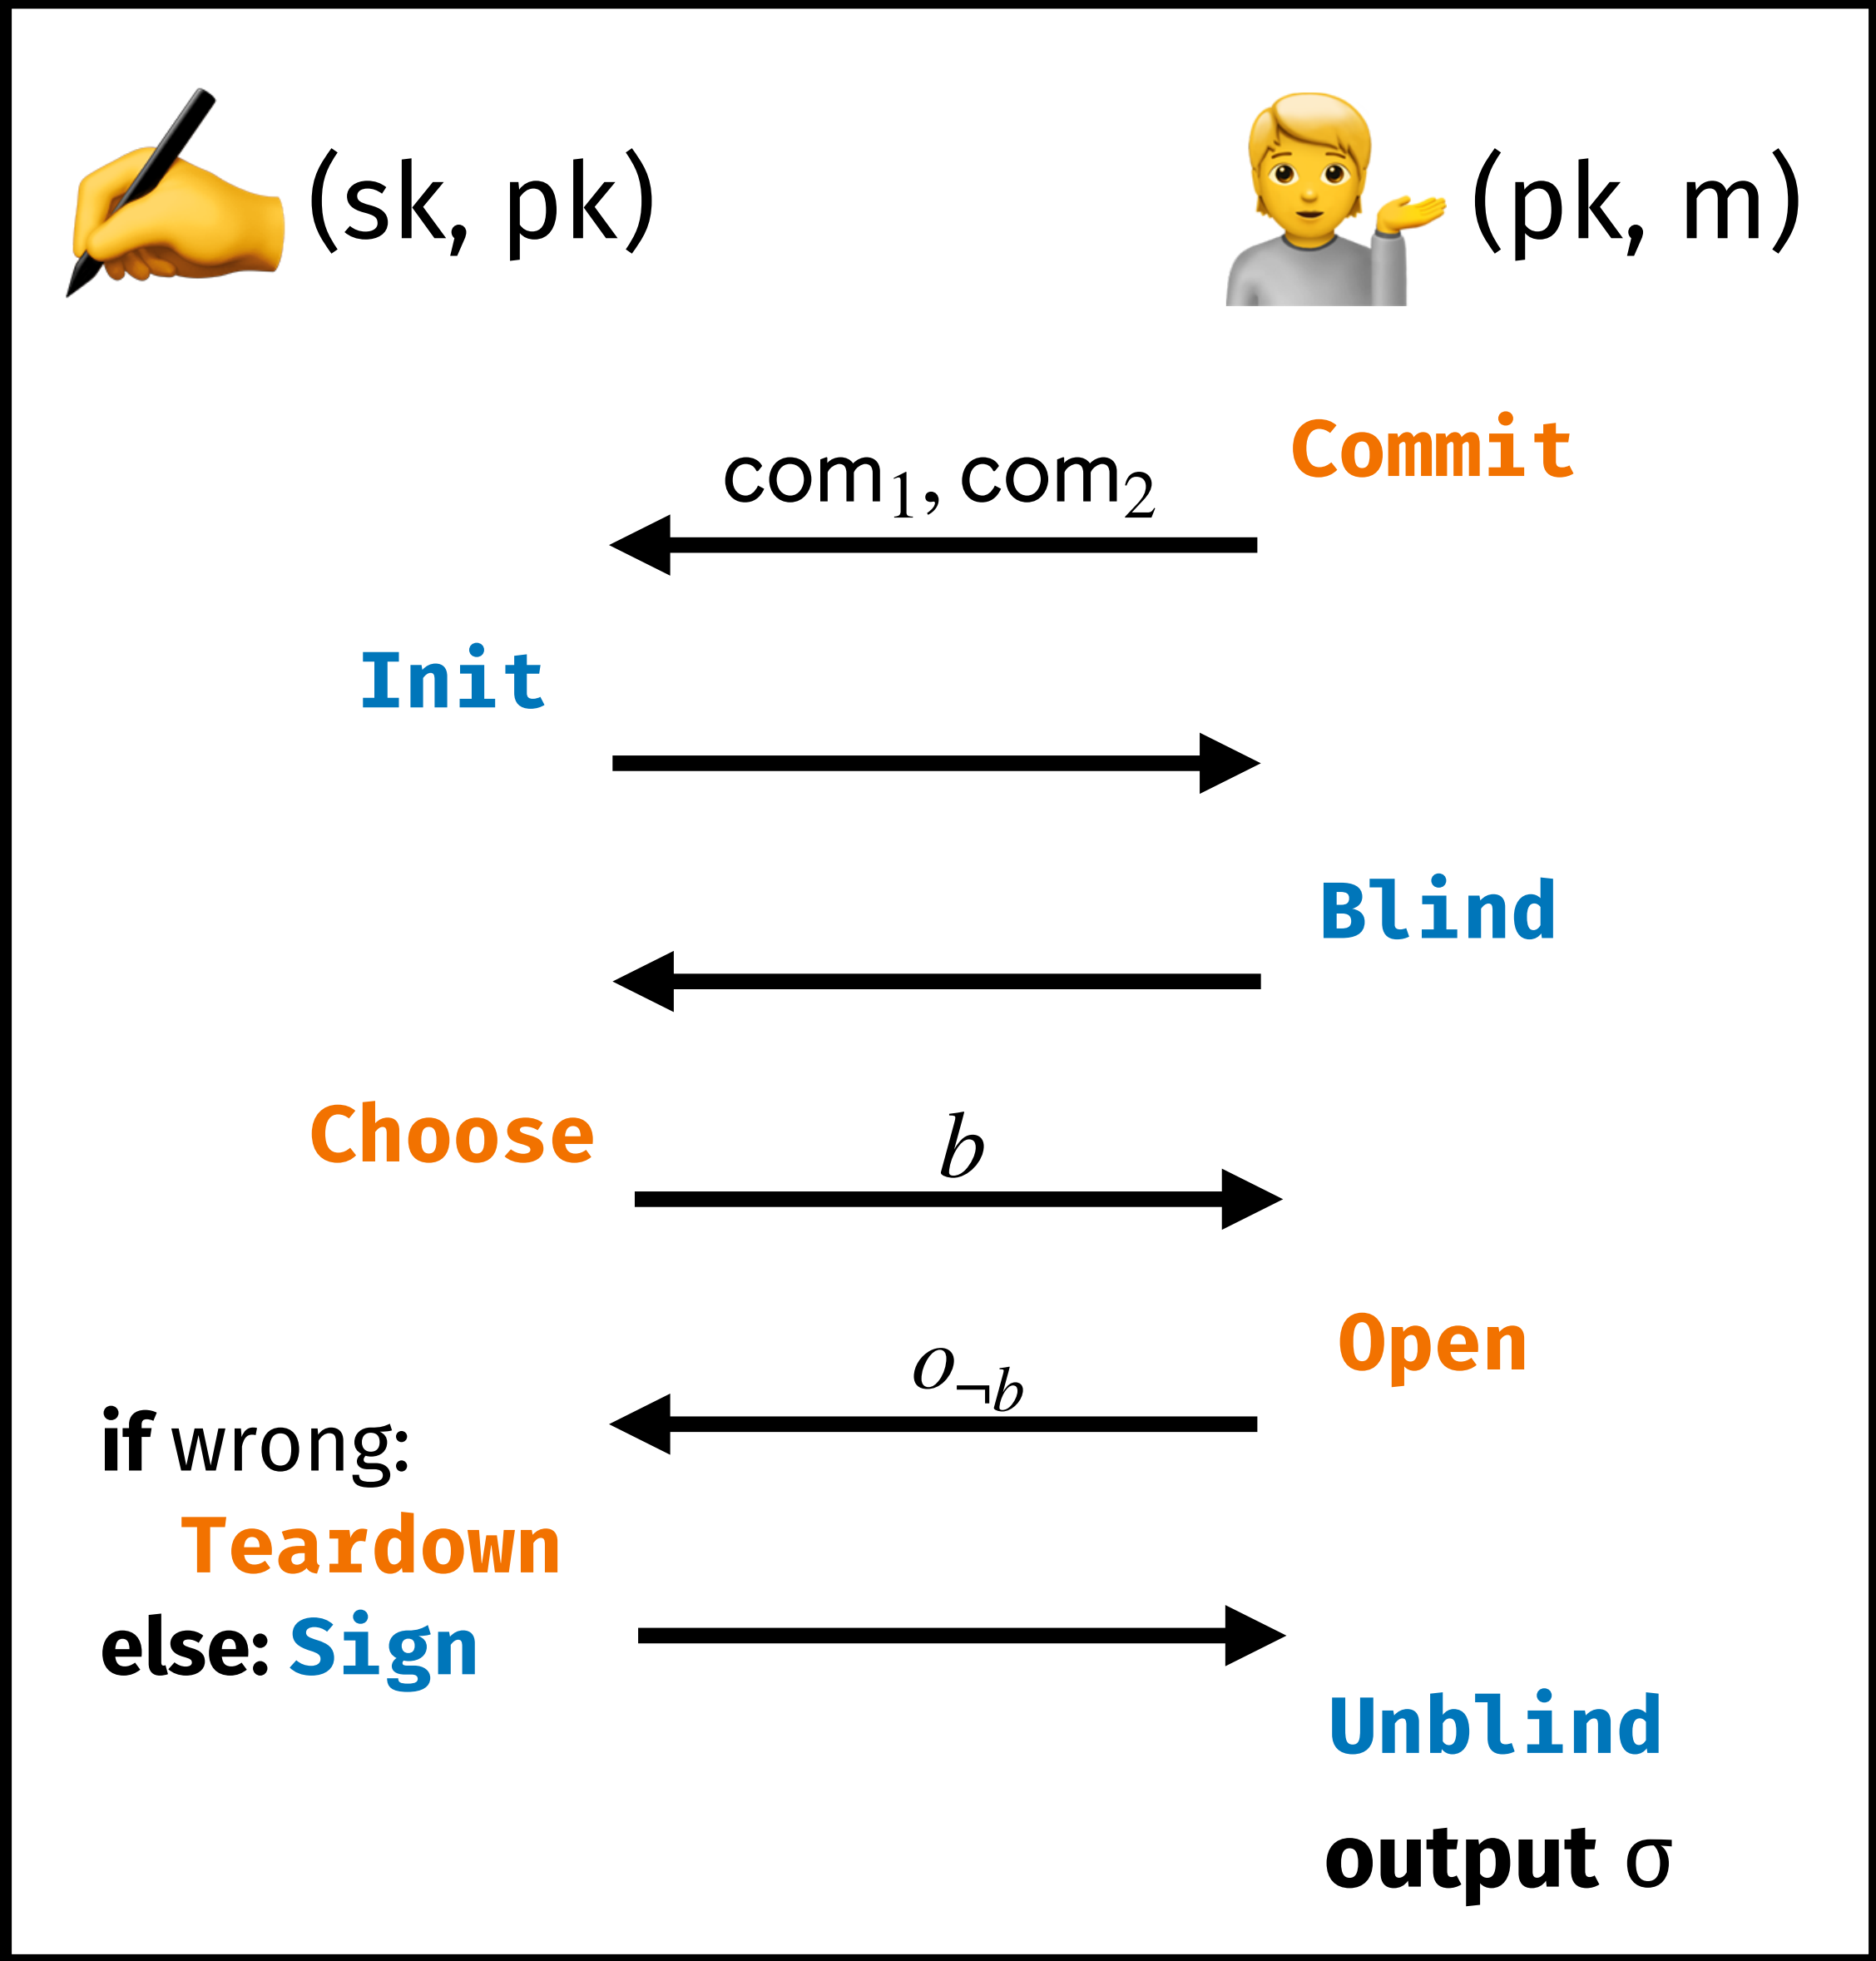 (sk, pk)
(pk, m)
Commit
com₁, com₂
Init
Blind
Choose
b
Open
o¬b
if wrong:
Teardown
else: Sign
Unblind
output σ